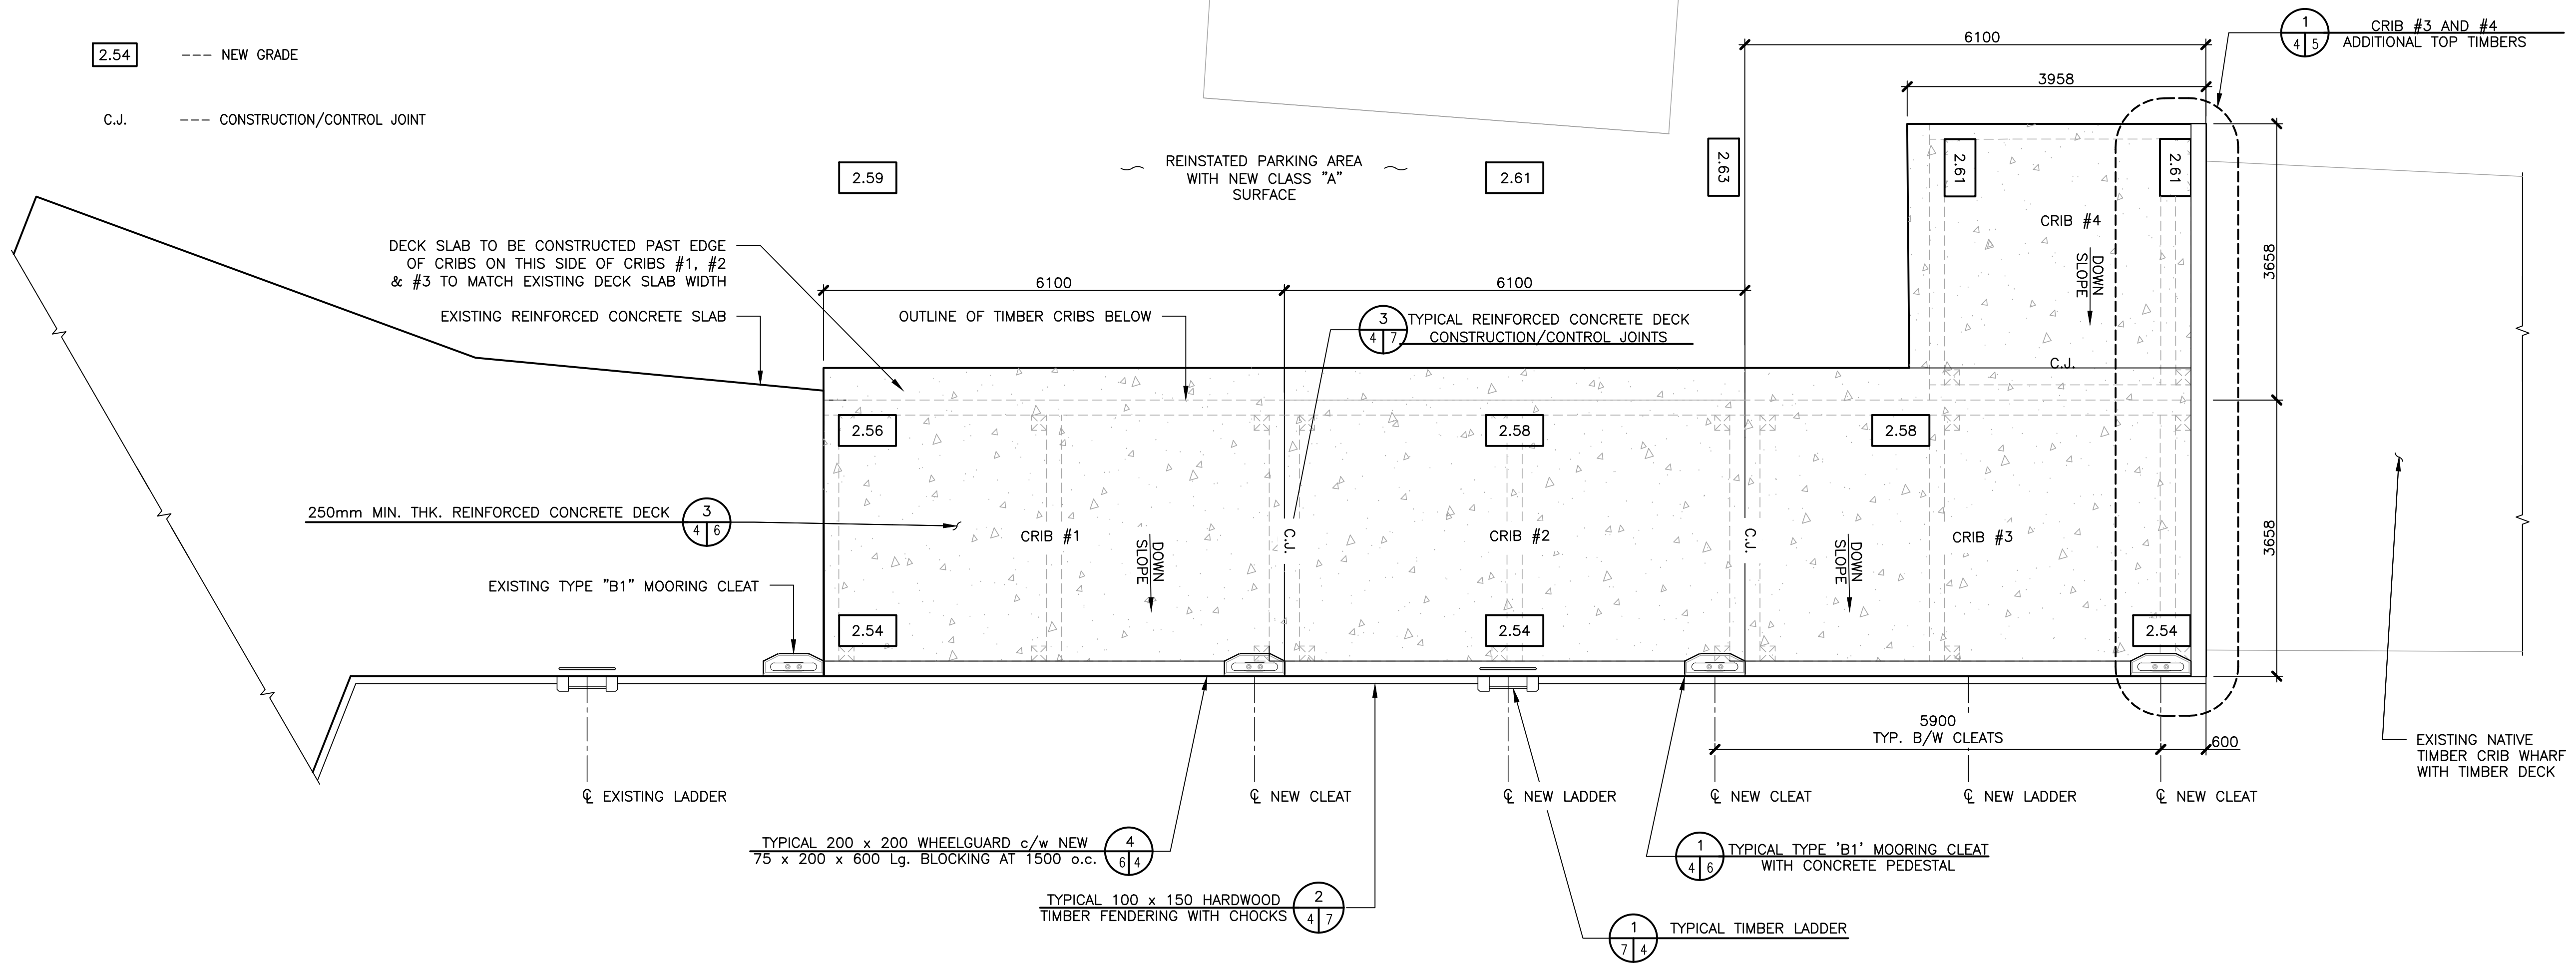 2.54 --- NEW GRADE
C.J. --- CONSTRUCTION/CONTROL JOINT
6100
3958
1
4 5
CRIB #3 AND #4
ADDITIONAL TOP TIMBERS
2.59
REINSTATED PARKING AREA
WITH NEW CLASS "A"
SURFACE
2.61
2.63
2.61
2.61
CRIB #4
DOWN
SLOPE
3658
DECK SLAB TO BE CONSTRUCTED PAST EDGE
OF CRIBS ON THIS SIDE OF CRIBS #1, #2
& #3 TO MATCH EXISTING DECK SLAB WIDTH
6100
6100
EXISTING REINFORCED CONCRETE SLAB
OUTLINE OF TIMBER CRIBS BELOW
3
4 7
TYPICAL REINFORCED CONCRETE DECK
CONSTRUCTION/CONTROL JOINTS
C.J.
2.56
2.58
2.58
250mm MIN. THK. REINFORCED CONCRETE DECK
3
4 6
CRIB #1
C.J.
CRIB #2
C.J.
CRIB #3
3658
DOWN
SLOPE
DOWN
SLOPE
EXISTING TYPE "B1" MOORING CLEAT
2.54
2.54
2.54
5900
TYP. B/W CLEATS
600
EXISTING NATIVE
TIMBER CRIB WHARF
WITH TIMBER DECK
℄ EXISTING LADDER
℄ NEW CLEAT
℄ NEW LADDER
℄ NEW CLEAT
℄ NEW LADDER
℄ NEW CLEAT
TYPICAL 200 x 200 WHEELGUARD c/w NEW
75 x 200 x 600 Lg. BLOCKING AT 1500 o.c.
4
6 4
1
4 6
TYPICAL TYPE 'B1' MOORING CLEAT
WITH CONCRETE PEDESTAL
TYPICAL 100 x 150 HARDWOOD
TIMBER FENDERING WITH CHOCKS
2
4 7
1
7 4
TYPICAL TIMBER LADDER